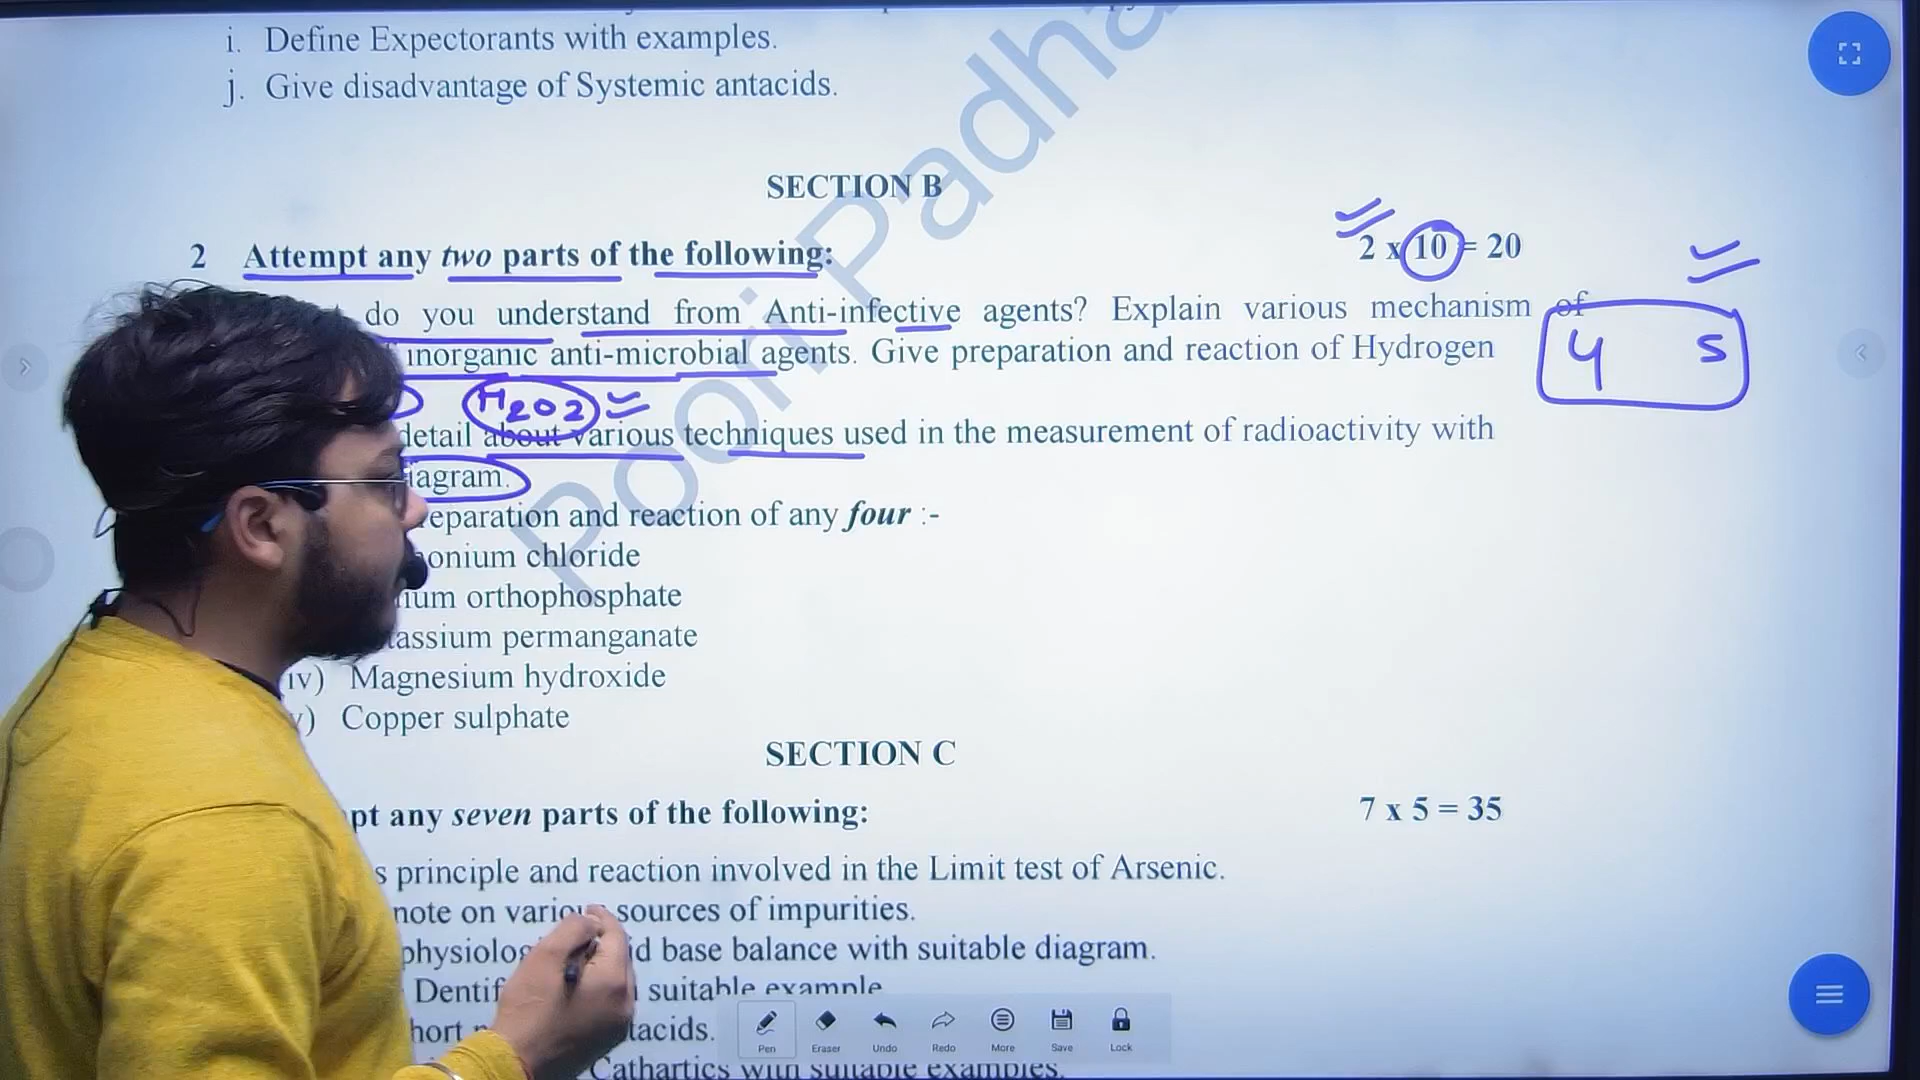 i. Define Expectorants with examples.
j. Give disadvantage of Systemic antacids.
SECTION B
2 Attempt any two parts of the following: 2 x 10 = 20
do you understand from Anti-infective agents? Explain various mechanism of
inorganic anti-microbial agents. Give preparation and reaction of Hydrogen
4 5
H2O2
detail about various techniques used in the measurement of radioactivity with
iagram.
reparation and reaction of any four :-
onium chloride
ium orthophosphate
tassium permanganate
iv) Magnesium hydroxide
v) Copper sulphate
SECTION C
pt any seven parts of the following: 7 x 5 = 35
s principle and reaction involved in the Limit test of Arsenic.
note on various sources of impurities.
physiolog id base balance with suitable diagram.
Dentif suitable example
hort tacids.
Cathartics with suitable examples.
Poori Padha
Pen Eraser Undo Redo More Save Lock